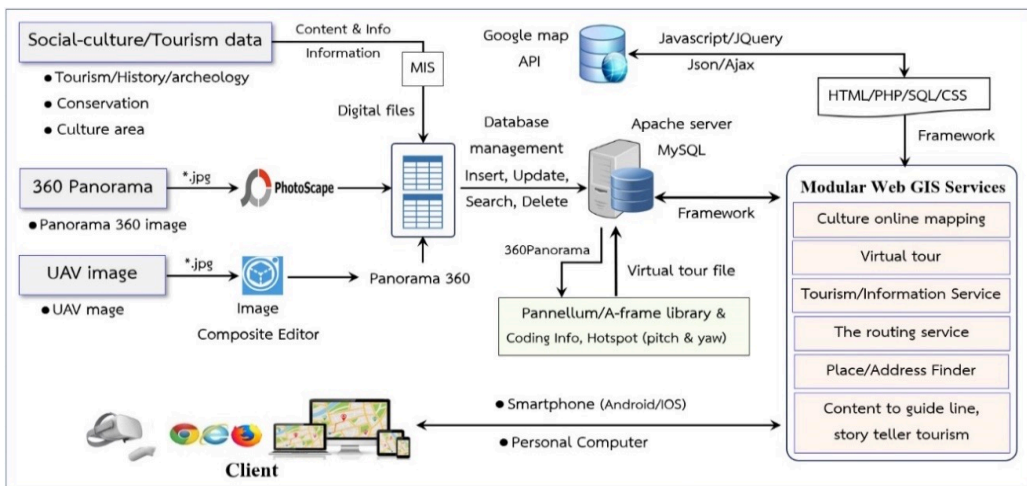 Social-culture/Tourism data
Tourism/History/archeology
Conservation
Culture area
Content & Info
Information
MIS
Digital files
Google map
API
Javascript/JQuery
Json/Ajax
HTML/PHP/SQL/CSS
Framework
360 Panorama
Panorama 360 image
*.jpg
PhotoScape
Database
management
Insert, Update,
Search, Delete
Apache server
MySQL
Framework
UAV image
UAV mage
*.jpg
Image
Composite Editor
Panorama 360
360Panorama
Virtual tour file
Pannellum/A-frame library &
Coding Info, Hotspot (pitch & yaw)
Modular Web GIS Services
Culture online mapping
Virtual tour
Tourism/Information Service
The routing service
Place/Address Finder
Content to guide line,
story teller tourism
Smartphone (Android/IOS)
Personal Computer
Client